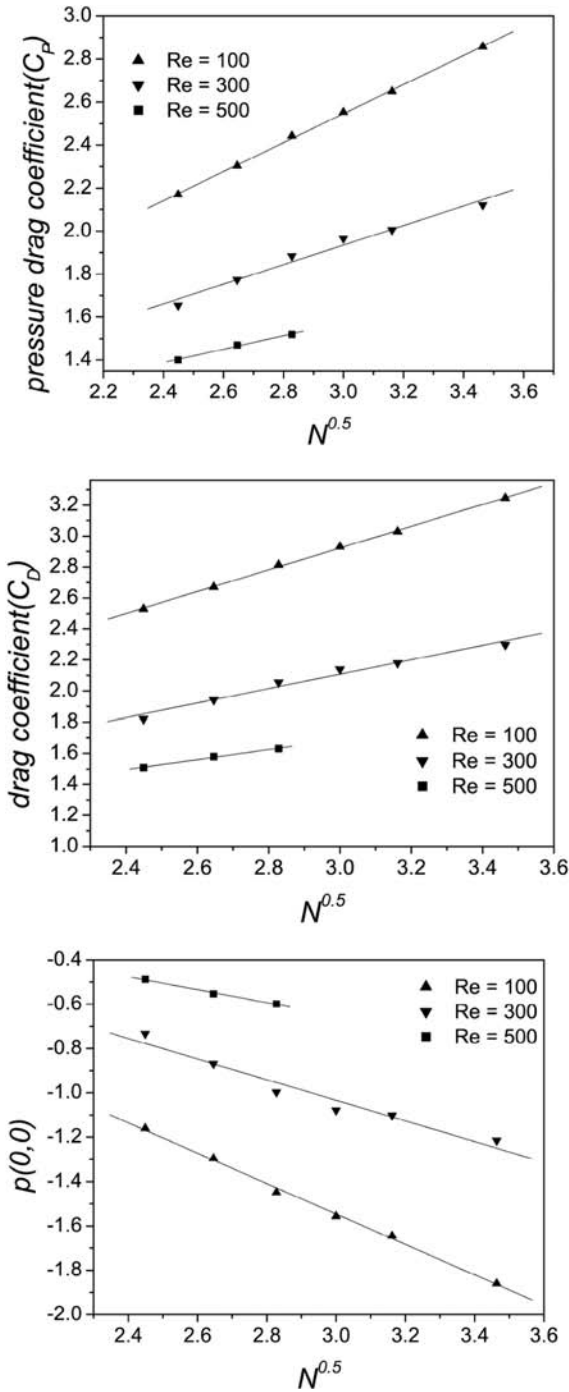 pressure drag coefficient(C_P)
3.0
2.8
2.6
2.4
2.2
2.0
1.8
1.6
1.4
▲ Re = 100
▼ Re = 300
■ Re = 500
2.2 2.4 2.6 2.8 3.0 3.2 3.4 3.6
N^0.5
drag coefficient(C_D)
3.2
3.0
2.8
2.6
2.4
2.2
2.0
1.8
1.6
1.4
1.2
1.0
▲ Re = 100
▼ Re = 300
■ Re = 500
2.4 2.6 2.8 3.0 3.2 3.4 3.6
N^0.5
p(0,0)
-0.4
-0.6
-0.8
-1.0
-1.2
-1.4
-1.6
-1.8
-2.0
▲ Re = 100
▼ Re = 300
■ Re = 500
2.4 2.6 2.8 3.0 3.2 3.4 3.6
N^0.5